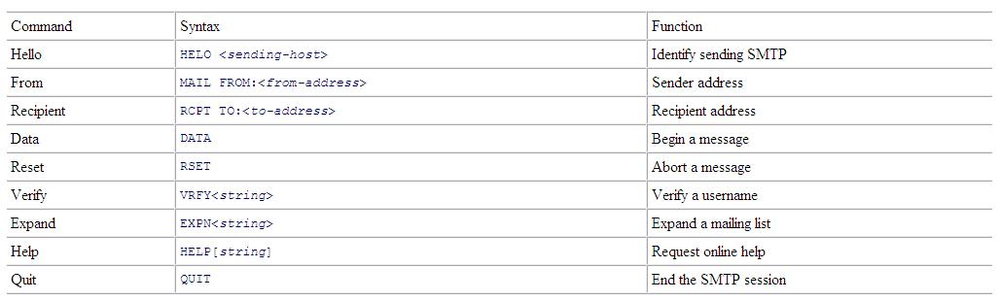 Command Syntax Function
Hello HELO <sending-host> Identify sending SMTP
From MAIL FROM:<from-address> Sender address
Recipient RCPT TO:<to-address> Recipient address
Data DATA Begin a message
Reset RSET Abort a message
Verify VRFY<string> Verify a username
Expand EXPN<string> Expand a mailing list
Help HELP[string] Request online help
Quit QUIT End the SMTP session